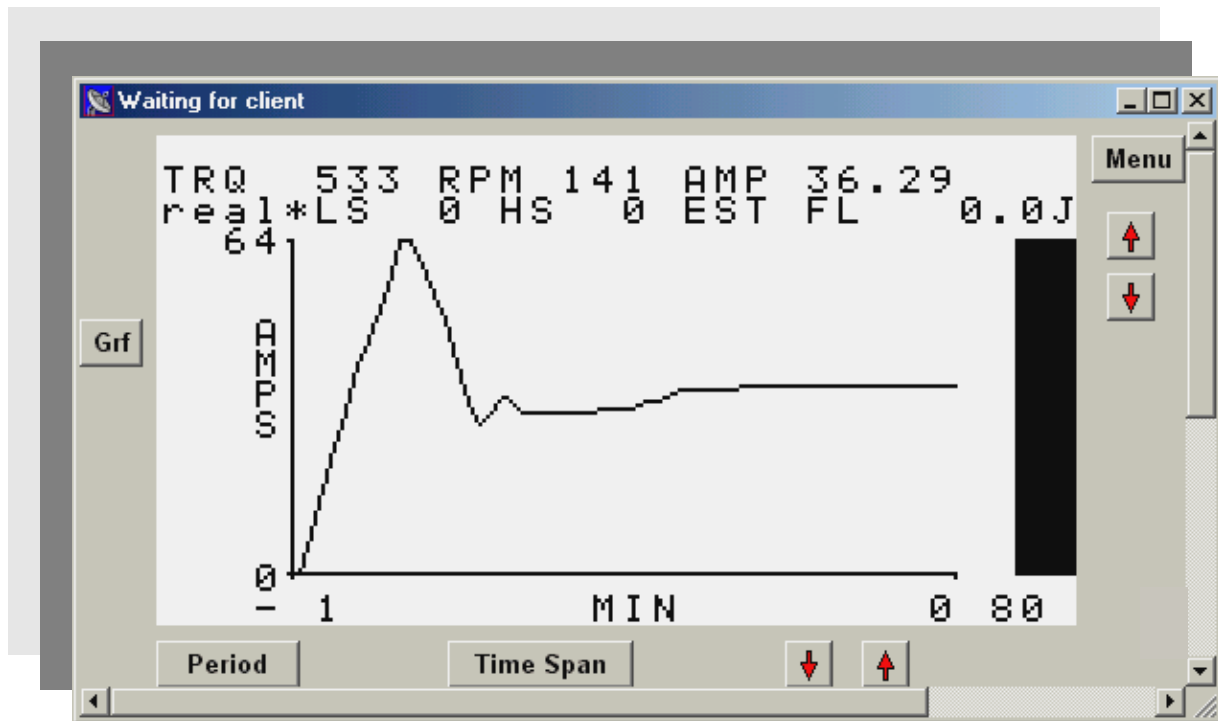 Waiting for client
Menu
TRQ 533 RPM 141 AMP 36.29
real*LS 0 HS 0 EST FL 0.0J
64
AMPS
Grf
0
- 1 MIN 0 80
Period Time Span